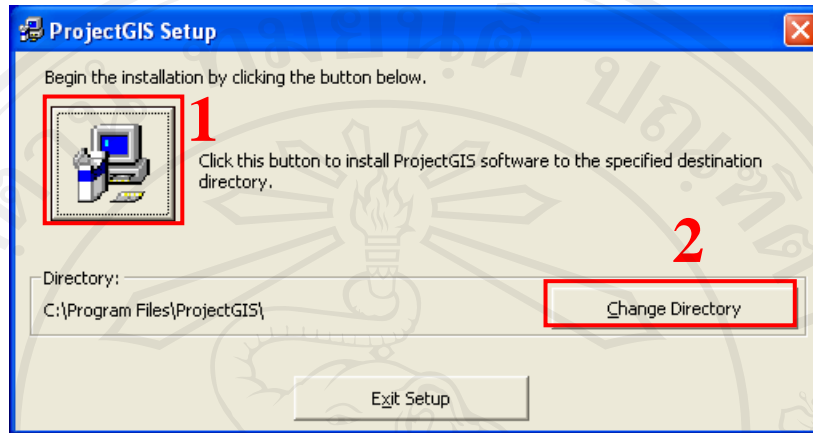 ProjectGIS Setup
Begin the installation by clicking the button below.
1
Click this button to install ProjectGIS software to the specified destination
directory.
2
Directory:
C:\Program Files\ProjectGIS\
Change Directory
Exit Setup